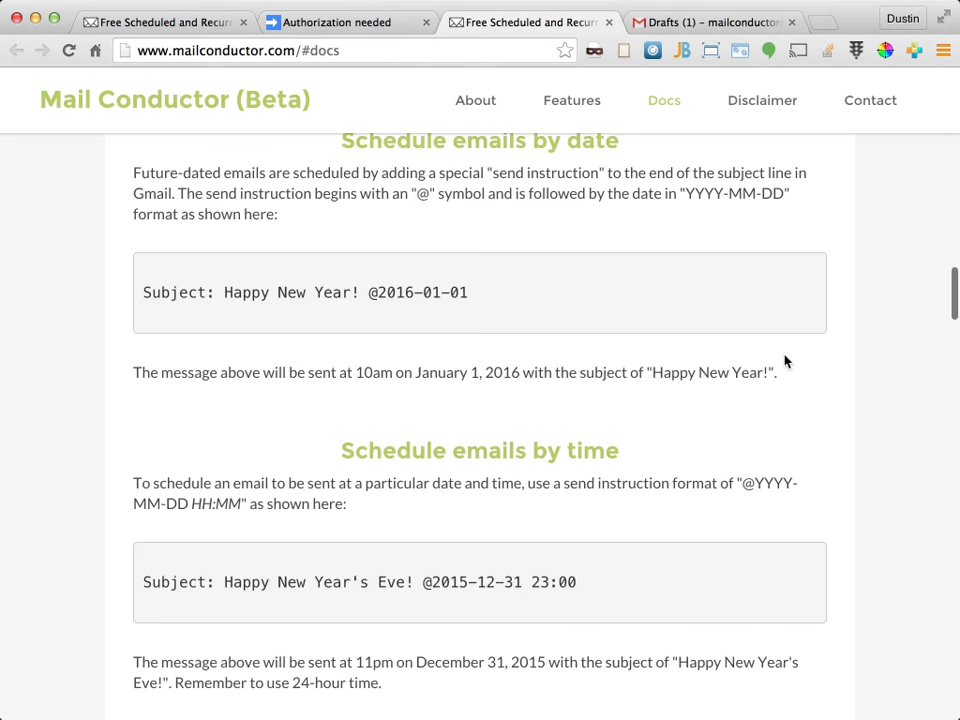 Free Scheduled and Recurr
Authorization needed
Free Scheduled and Recurr
Drafts (1) – mailconductor
Dustin
www.mailconductor.com/#docs
JB
Mail Conductor (Beta)
About
Features
Docs
Disclaimer
Contact
Schedule emails by date
Future-dated emails are scheduled by adding a special "send instruction" to the end of the subject line in
Gmail. The send instruction begins with an "@" symbol and is followed by the date in "YYYY-MM-DD"
format as shown here:
Subject: Happy New Year! @2016-01-01
The message above will be sent at 10am on January 1, 2016 with the subject of "Happy New Year!".
Schedule emails by time
To schedule an email to be sent at a particular date and time, use a send instruction format of "@YYYY-
MM-DD HH:MM" as shown here:
Subject: Happy New Year's Eve! @2015-12-31 23:00
The message above will be sent at 11pm on December 31, 2015 with the subject of "Happy New Year's
Eve!". Remember to use 24-hour time.